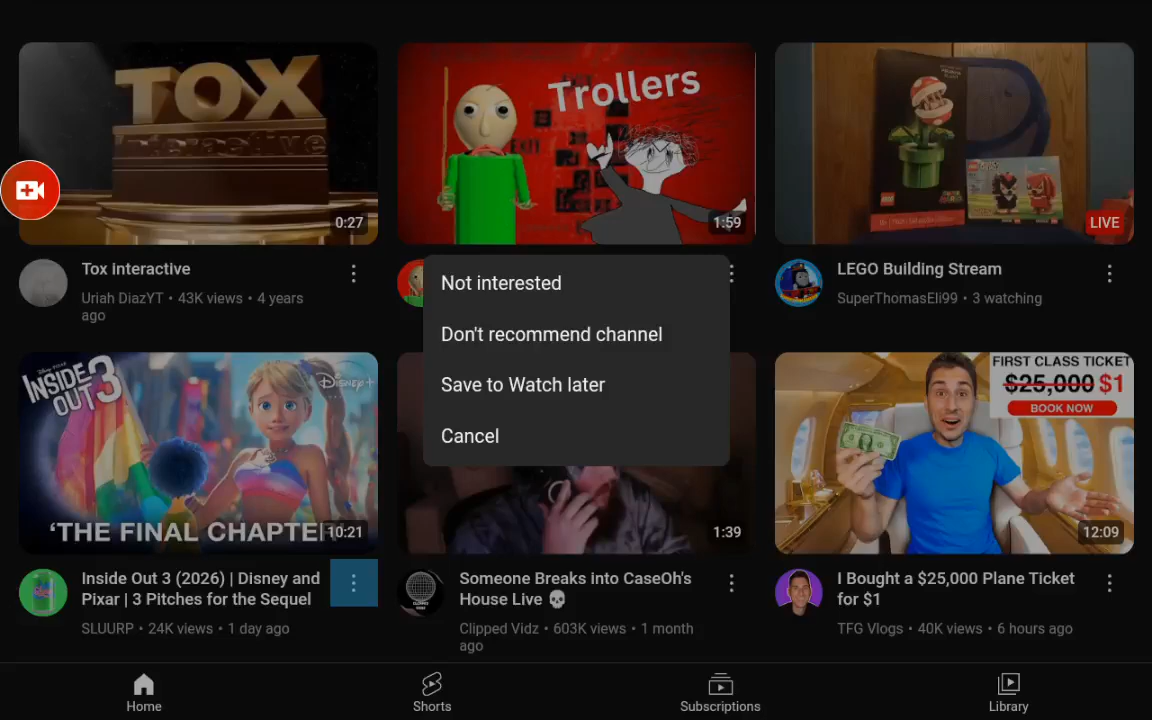 TOX
Interactive
0:27
Trollers
EXIT
1:59
LIVE
Tox interactive
Uriah DiazYT • 43K views • 4 years
ago
LEGO Building Stream
SuperThomasEli99 • 3 watching
Not interested
Don't recommend channel
Save to Watch later
Cancel
INSIDE
OUT 3
Disney+
'THE FINAL CHAPTER
10:21
1:39
FIRST CLASS TICKET
$25,000 $1
BOOK NOW
12:09
Inside Out 3 (2026) | Disney and
Pixar | 3 Pitches for the Sequel
SLUURP • 24K views • 1 day ago
Someone Breaks into CaseOh's
House Live 💀
Clipped Vidz • 603K views • 1 month
ago
I Bought a $25,000 Plane Ticket
for $1
TFG Vlogs • 40K views • 6 hours ago
Home
Shorts
Subscriptions
Library